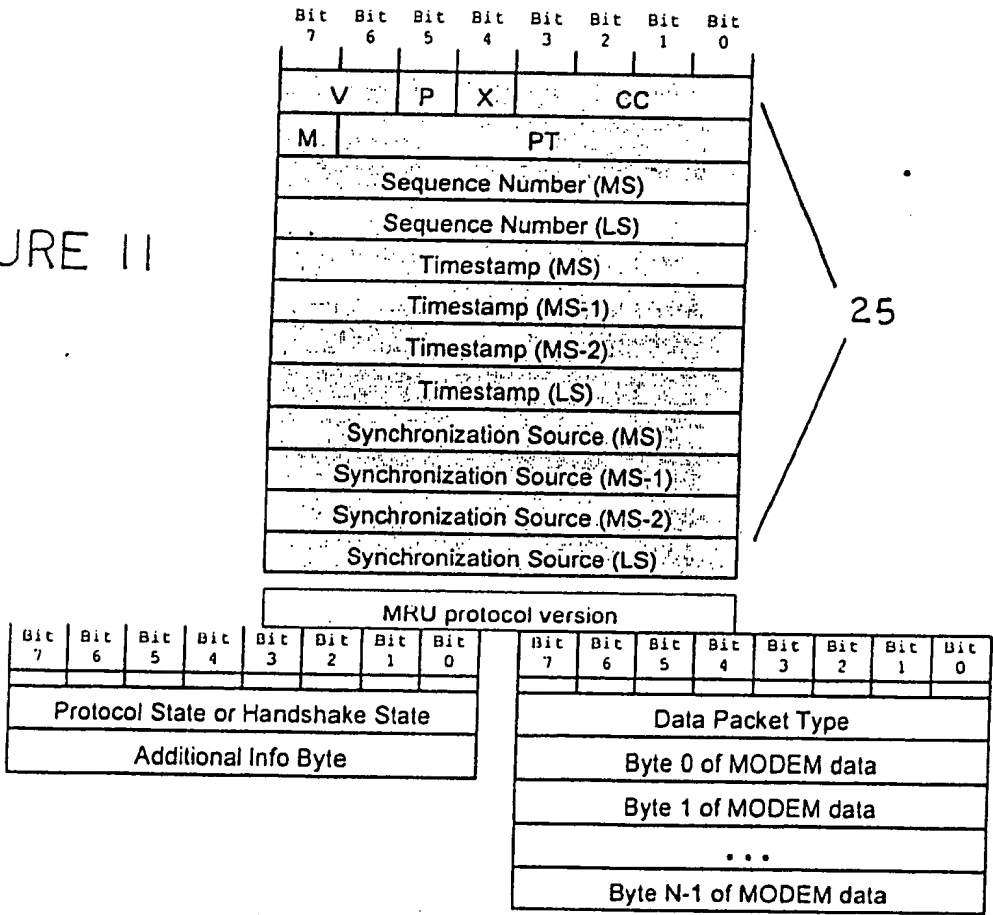 Bit Bit Bit Bit Bit Bit Bit Bit
7 6 5 4 3 2 1 0
V P X CC
M PT
Sequence Number (MS)
Sequence Number (LS)
URE 11
Timestamp (MS)
Timestamp (MS-1)
25
Timestamp (MS-2)
Timestamp (LS)
Synchronization Source (MS)
Synchronization Source (MS-1)
Synchronization Source (MS-2)
Synchronization Source (LS)
MRU protocol version
Bit Bit Bit Bit Bit Bit Bit Bit
7 6 5 4 3 2 1 0
Protocol State or Handshake State
Additional Info Byte
Bit Bit Bit Bit Bit Bit Bit Bit
7 6 5 4 3 2 1 0
Data Packet Type
Byte 0 of MODEM data
Byte 1 of MODEM data
...
Byte N-1 of MODEM data